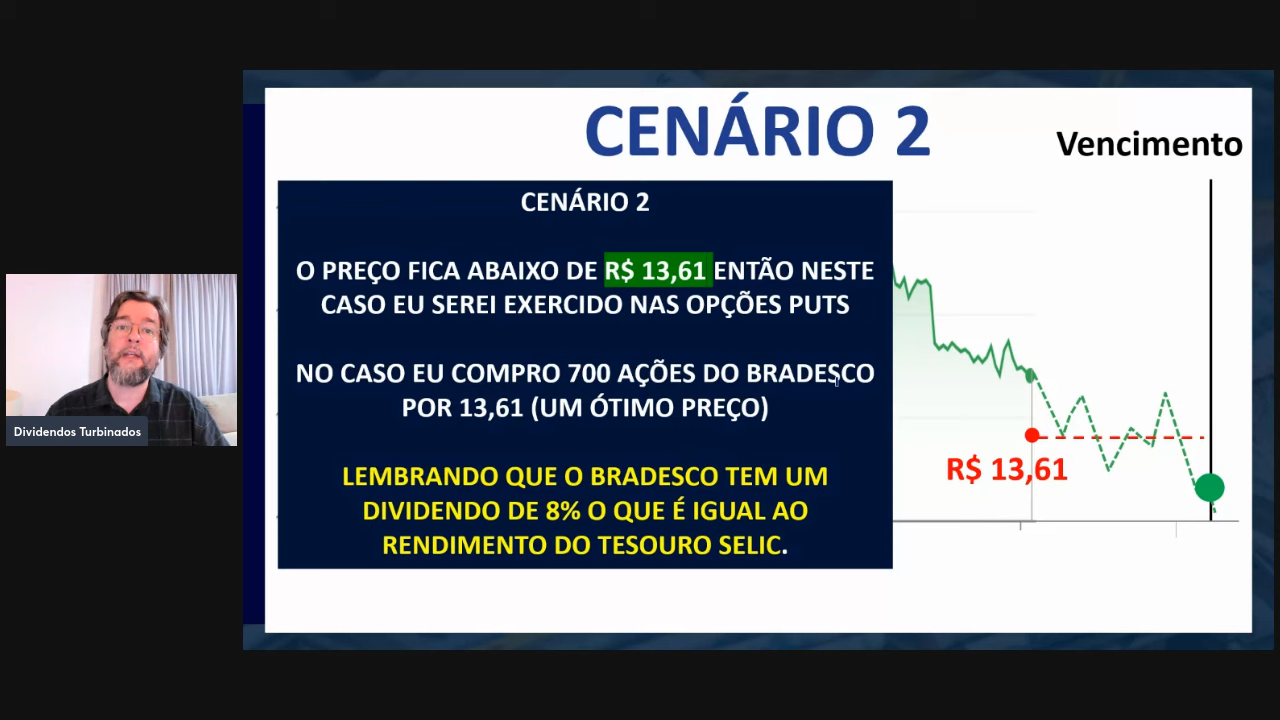 CENÁRIO 2
Vencimento
CENÁRIO 2
O PREÇO FICA ABAIXO DE R$ 13,61 ENTÃO NESTE
CASO EU SEREI EXERCIDO NAS OPÇÕES PUTS
NO CASO EU COMPRO 700 AÇÕES DO BRADESCO
POR 13,61 (UM ÓTIMO PREÇO)
LEMBRANDO QUE O BRADESCO TEM UM
DIVIDENDO DE 8% O QUE É IGUAL AO
RENDIMENTO DO TESOURO SELIC.
R$ 13,61
Dividendos Turbinados